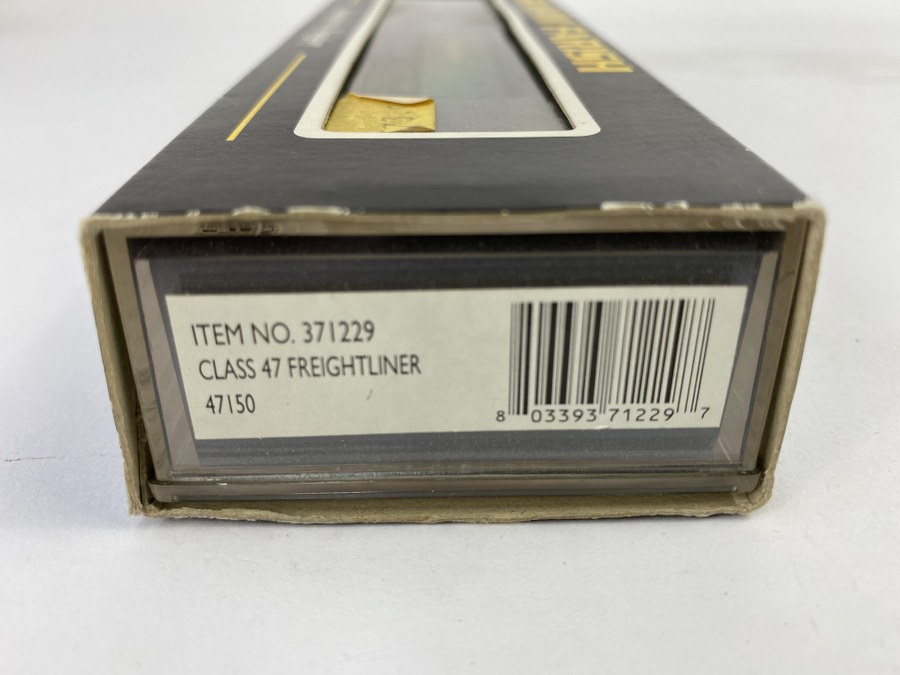 ITEM NO. 371229
CLASS 47 FREIGHTLINER
47150
8 03393 71229 7